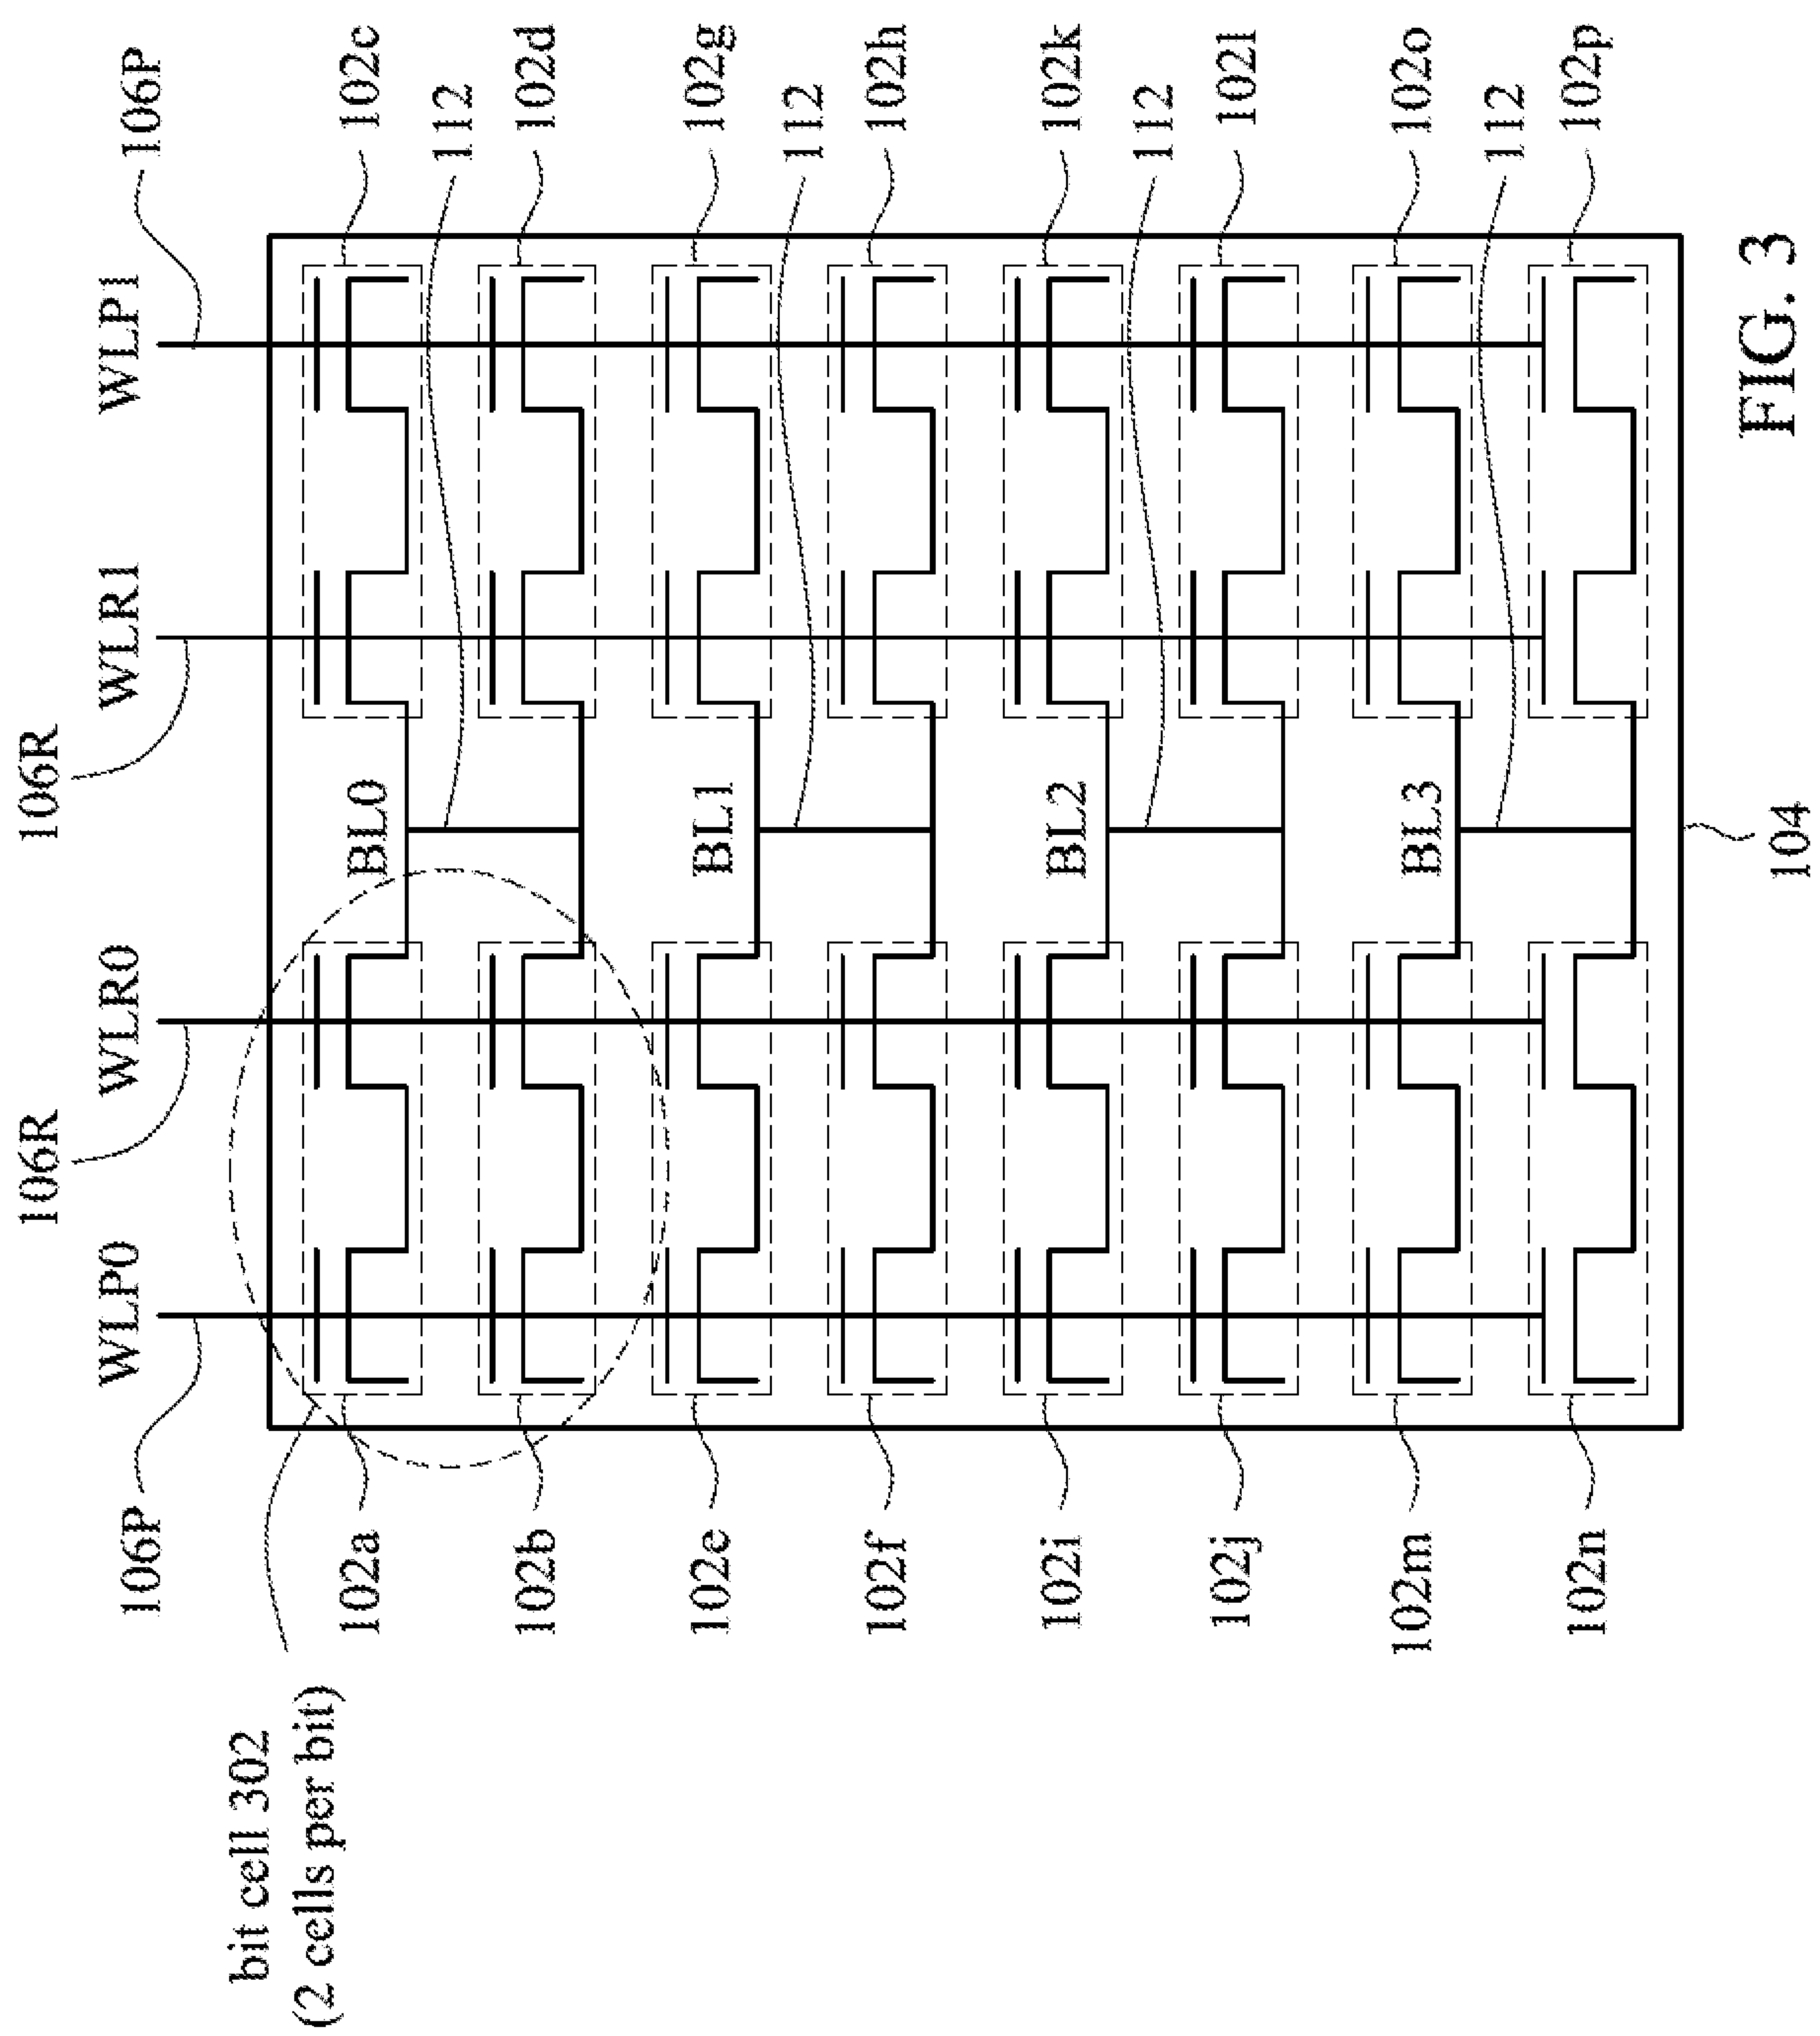 bit cell 302
(2 cells per bit)
106P
WLP0
106R
WLR0
106R
WLR1
WLP1
106P
102a
BL0
102c
112
102b
102d
102e
BL1
102g
112
102f
102h
102i
BL2
102k
112
102j
102l
102m
BL3
102o
112
102n
102p
104
FIG. 3